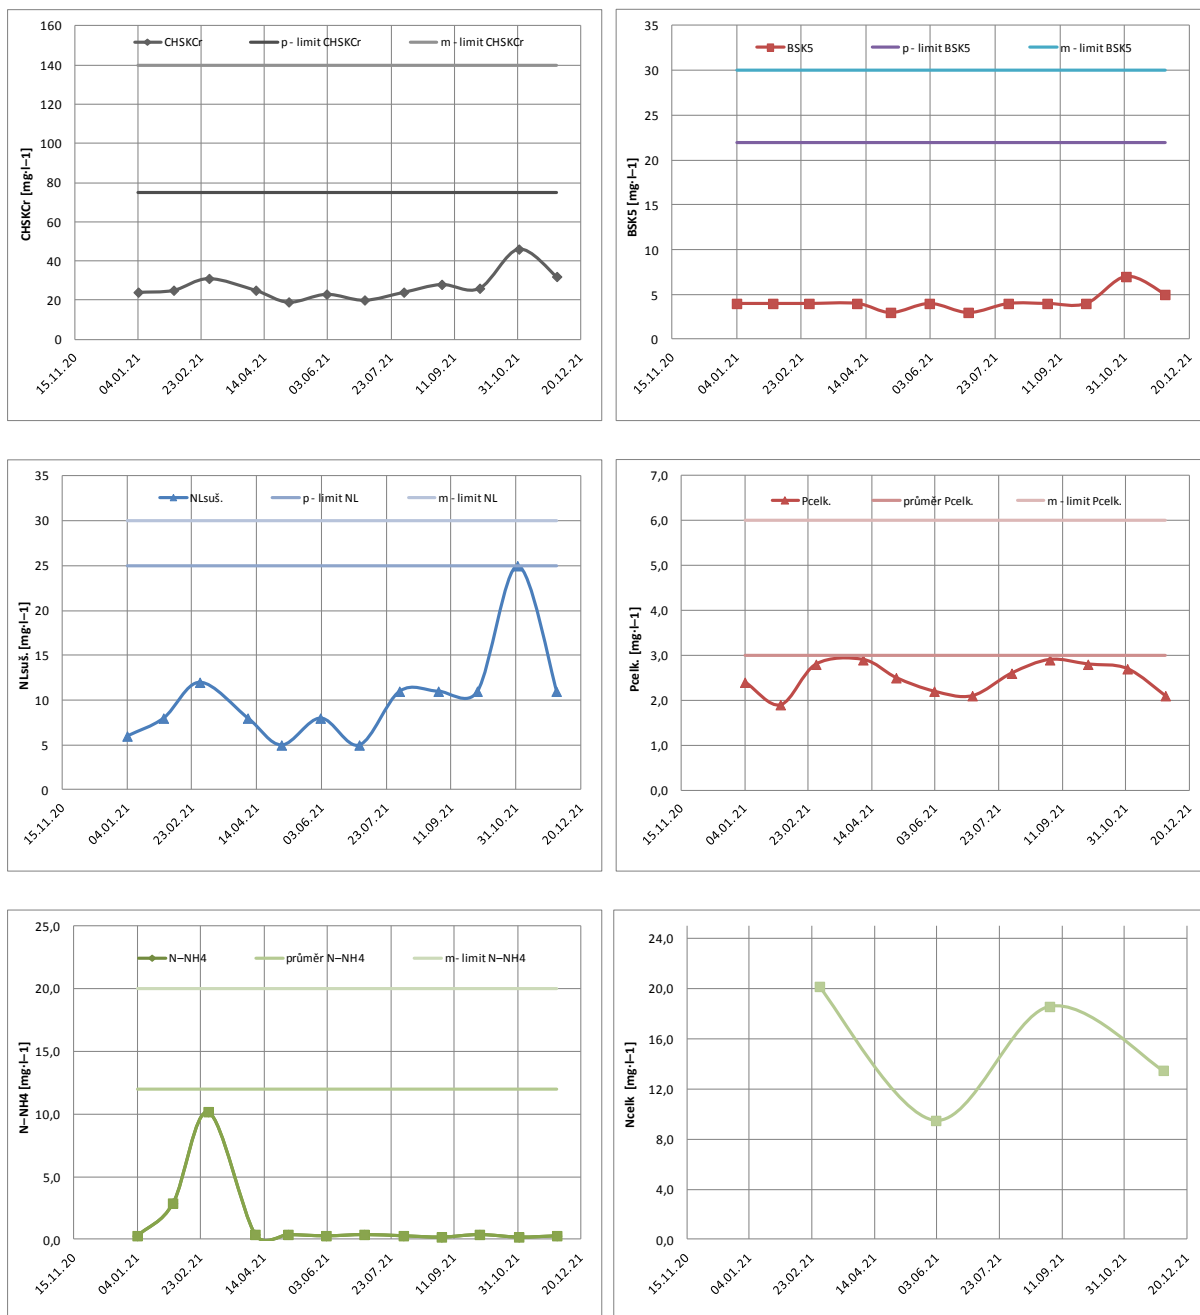 CHSKCr p - limit CHSKCr m - limit CHSKCr
CHSKCr [mg·l–1]
160
140
120
100
80
60
40
20
0
15.11.20 04.01.21 23.02.21 14.04.21 03.06.21 23.07.21 11.09.21 31.10.21 20.12.21
BSK5 p - limit BSK5 m - limit BSK5
BSK5 [mg·l–1]
35
30
25
20
15
10
5
0
15.11.20 04.01.21 23.02.21 14.04.21 03.06.21 23.07.21 11.09.21 31.10.21 20.12.21
NLsuš. p - limit NL m - limit NL
NLsuš. [mg·l–1]
35
30
25
20
15
10
5
0
15.11.20 04.01.21 23.02.21 14.04.21 03.06.21 23.07.21 11.09.21 31.10.21 20.12.21
Pcelk. průměr Pcelk. m - limit Pcelk.
Pcelk. [mg·l–1]
7,0
6,0
5,0
4,0
3,0
2,0
1,0
0,0
15.11.20 04.01.21 23.02.21 14.04.21 03.06.21 23.07.21 11.09.21 31.10.21 20.12.21
N–NH4 průměr N–NH4 m- limit N–NH4
N–NH4 [mg·l–1]
25,0
20,0
15,0
10,0
5,0
0,0
15.11.20 04.01.21 23.02.21 14.04.21 03.06.21 23.07.21 11.09.21 31.10.21 20.12.21
Ncelk [mg·l–1]
24,0
20,0
16,0
12,0
8,0
4,0
0,0
15.11.20 04.01.21 23.02.21 14.04.21 03.06.21 23.07.21 11.09.21 31.10.21 20.12.21